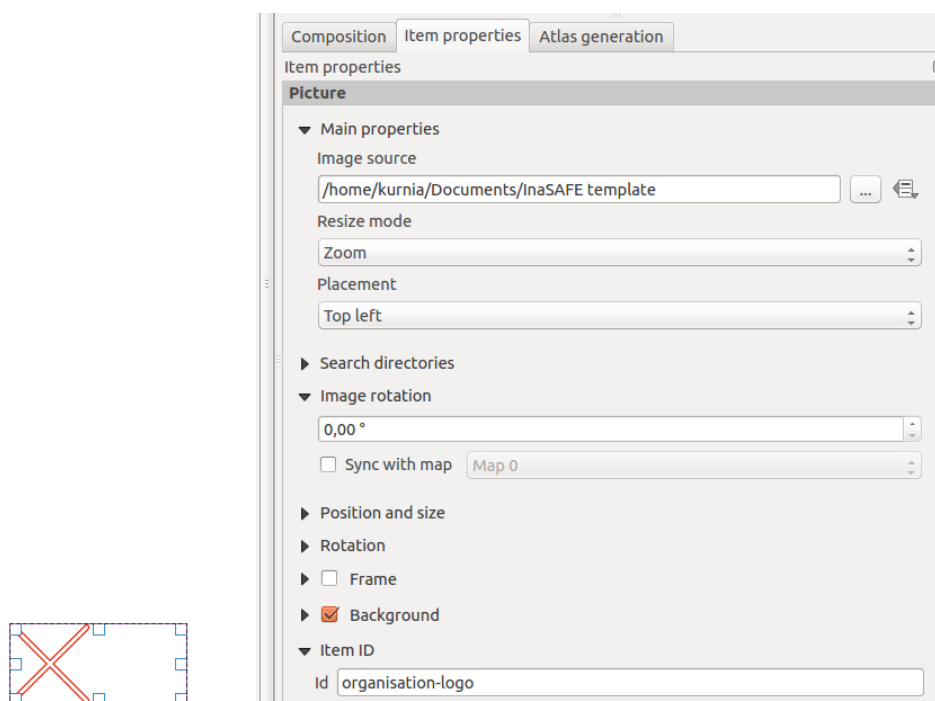 Composition Item properties Atlas generation
Item properties
Picture
Main properties
Image source
/home/kurnia/Documents/InaSAFE template ...
Resize mode
Zoom
Placement
Top left
Search directories
Image rotation
0,00 °
Sync with map Map 0
Position and size
Rotation
Frame
Background
Item ID
Id organisation-logo